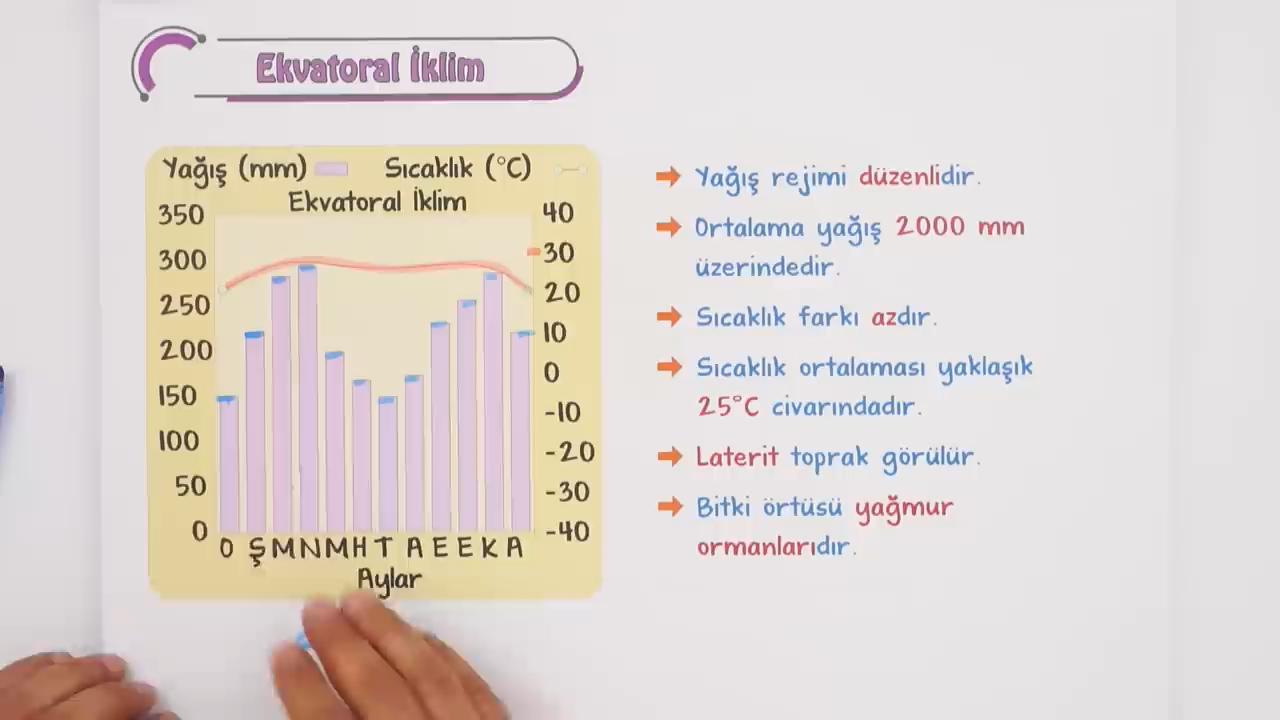 Ekvatoral İklim
Yağış (mm) Sıcaklık (°C)
Ekvatoral İklim
350 40
300 30
250 20
200 10
150 0
100 -10
50 -20
0 -30
-40
O Ş M N M H T A E E K A
Aylar
Yağış rejimi düzenlidir.
Ortalama yağış 2000 mm
üzerindedir.
Sıcaklık farkı azdır.
Sıcaklık ortalaması yaklaşık
25°C civarındadır.
Laterit toprak görülür.
Bitki örtüsü yağmur
ormanlarıdır.